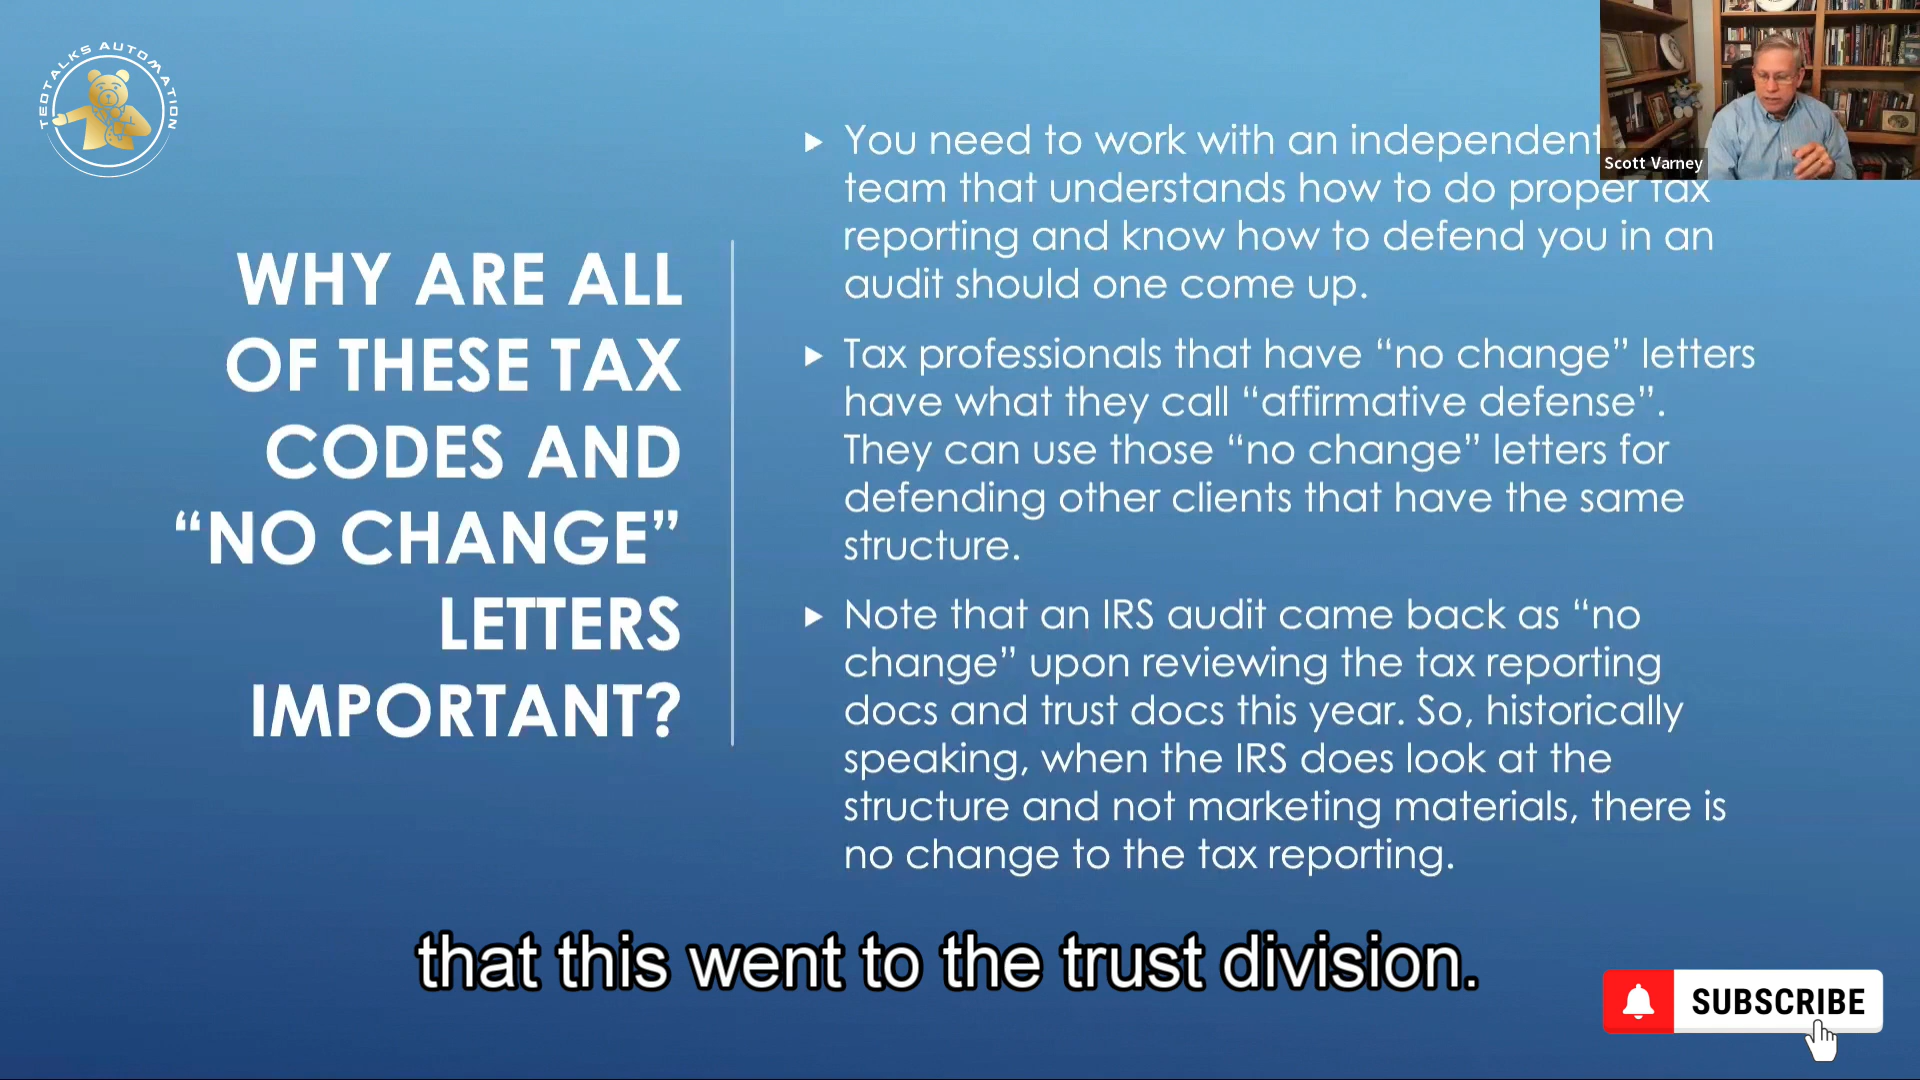 TEDTALKS AUTOMATION
Scott Varney
WHY ARE ALL
OF THESE TAX
CODES AND
“NO CHANGE”
LETTERS
IMPORTANT?
You need to work with an independent
team that understands how to do proper tax
reporting and know how to defend you in an
audit should one come up.
Tax professionals that have “no change” letters
have what they call “affirmative defense”.
They can use those “no change” letters for
defending other clients that have the same
structure.
Note that an IRS audit came back as “no
change” upon reviewing the tax reporting
docs and trust docs this year. So, historically
speaking, when the IRS does look at the
structure and not marketing materials, there is
no change to the tax reporting.
that this went to the trust division.
SUBSCRIBE